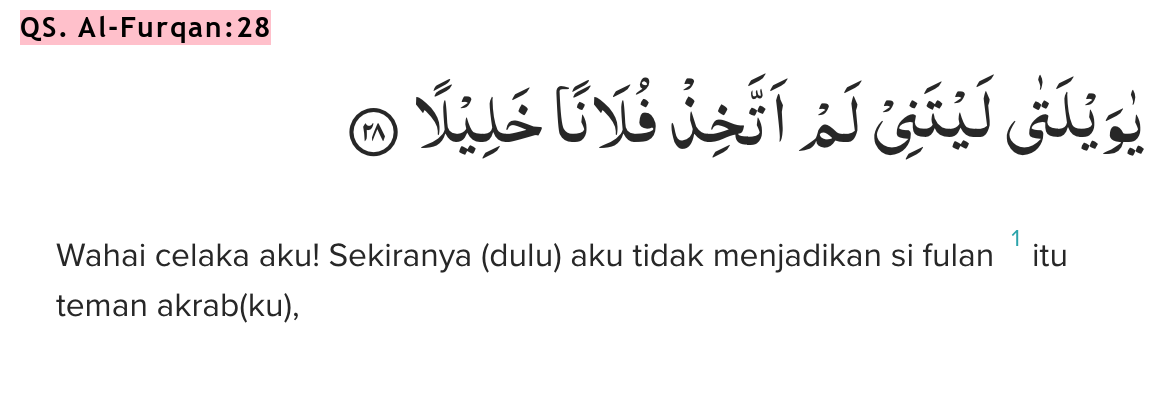 QS. Al-Furqan:28
يٰوَيْلَتٰى لَيْتَنِيْ لَمْ اَتَّخِذْ فُلَانًا خَلِيْلًا ۝٢٨
Wahai celaka aku! Sekiranya (dulu) aku tidak menjadikan si fulan 1 itu
teman akrab(ku),